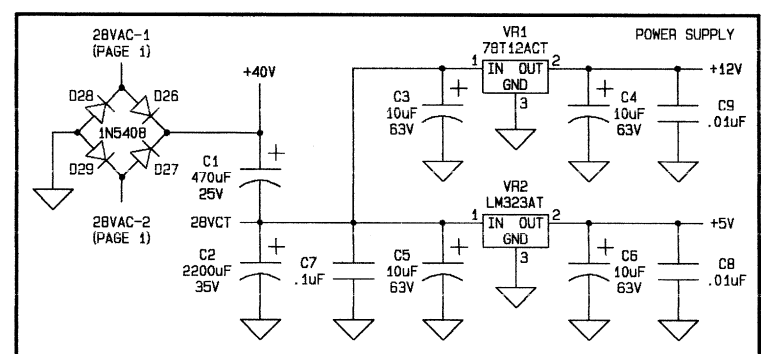 28VAC-1
(PAGE 1)
D28
D26
1N5408
D29
D27
28VAC-2
(PAGE 1)
+40V
C1
470uF
25V
28VCT
C2
2200uF
35V
C7
.1uF
C5
10uF
63V
C3
10uF
63V
VR1
78T12ACT
1
IN OUT
2
GND
3
POWER SUPPLY
C4
10uF
63V
C9
.01uF
+12V
VR2
LM323AT
1
IN OUT
2
GND
3
C6
10uF
63V
C8
.01uF
+5V